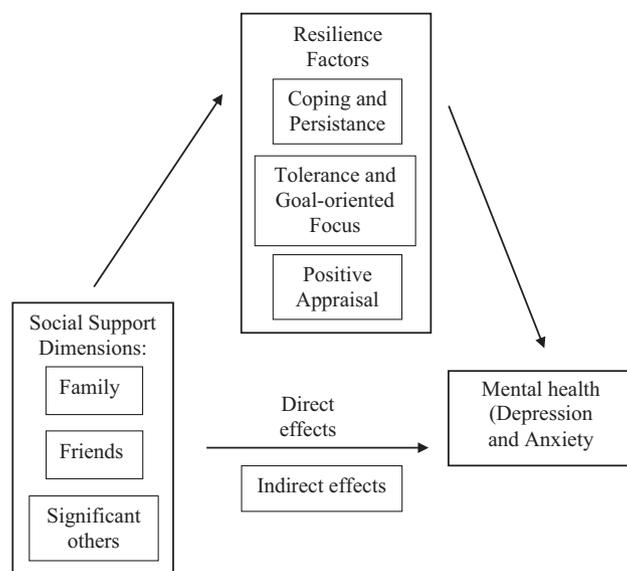 Resilience
Factors
Coping and
Persistance
Tolerance and
Goal-oriented
Focus
Positive
Appraisal
Social Support
Dimensions:
Family
Friends
Significant
others
Direct
effects
Indirect effects
Mental health
(Depression
and Anxiety